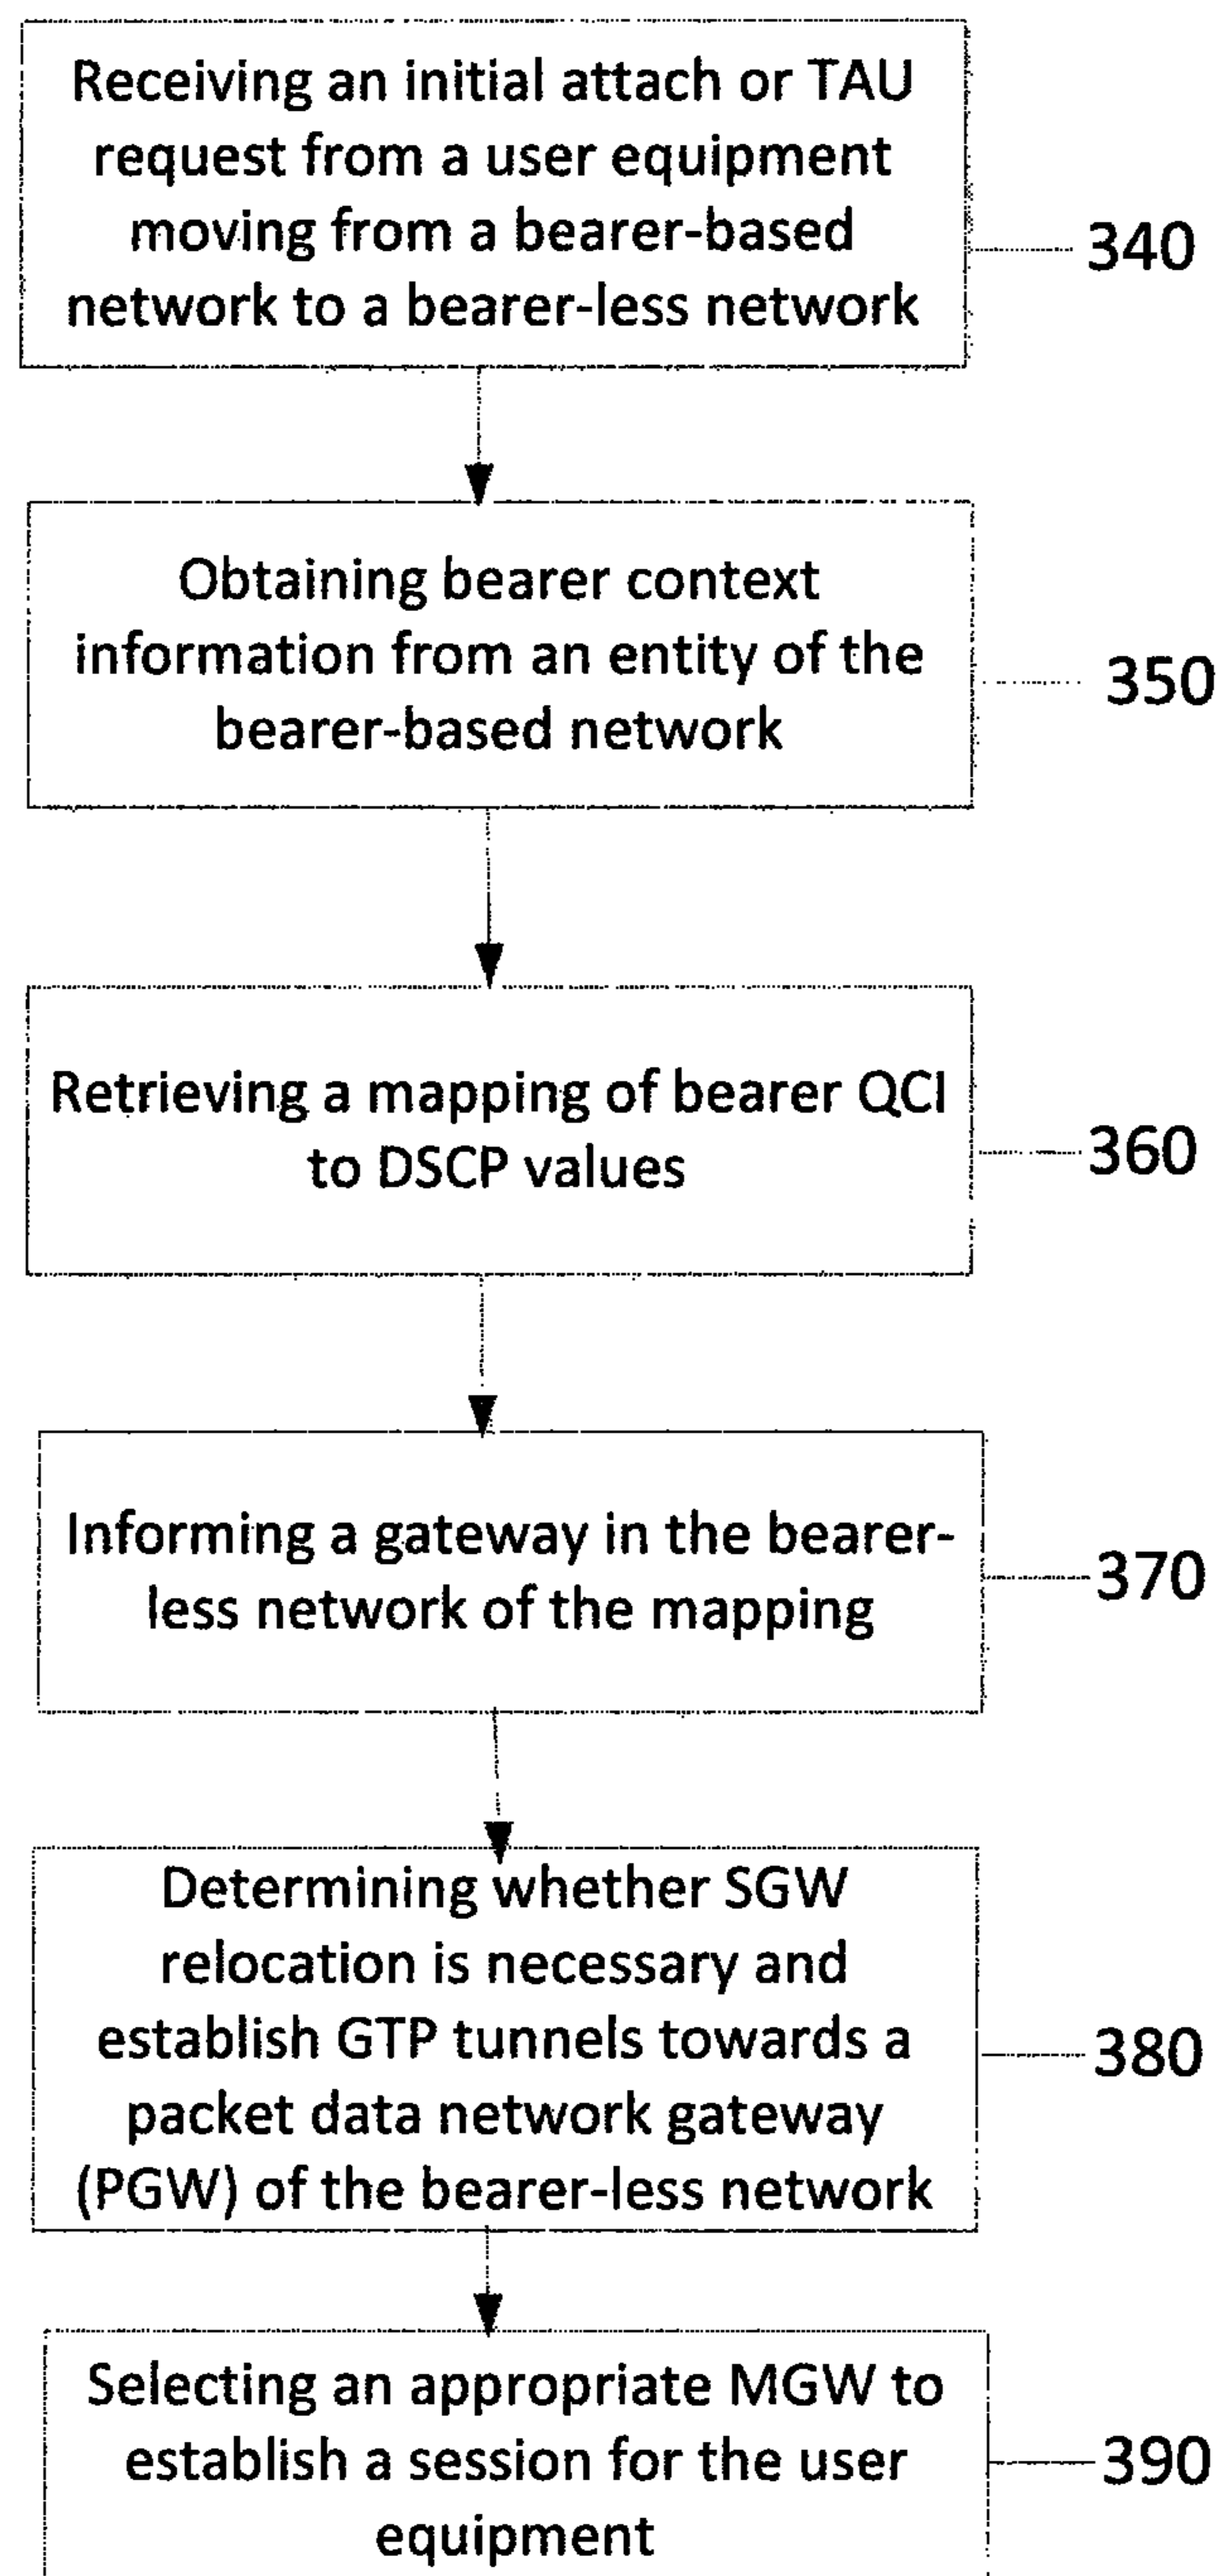 Receiving an initial attach or TAU
request from a user equipment
moving from a bearer-based
network to a bearer-less network
340
Obtaining bearer context
information from an entity of the
bearer-based network
350
Retrieving a mapping of bearer QCI
to DSCP values
360
Informing a gateway in the bearer-
less network of the mapping
370
Determining whether SGW
relocation is necessary and
establish GTP tunnels towards a
packet data network gateway
(PGW) of the bearer-less network
380
Selecting an appropriate MGW to
establish a session for the user
equipment
390